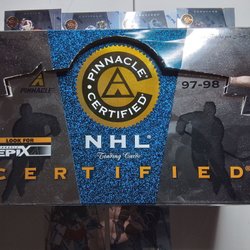 PINNACLE
CERTIFIED
PINNACLE
97-98
NHL
Trading Cards
LOOK FOR
EPIX
CERTIFIED